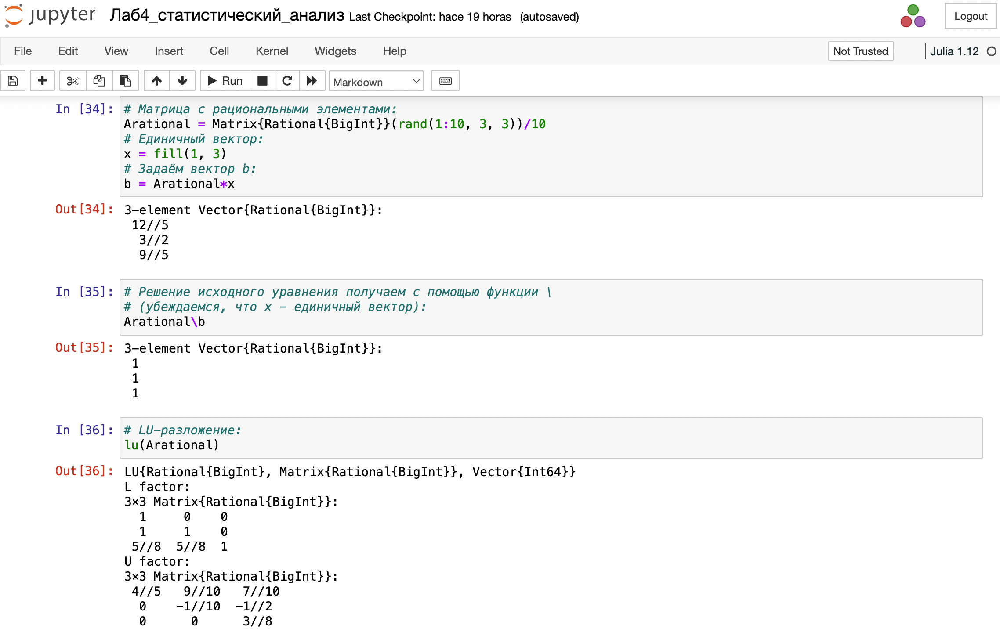 jupyter Лаб4_статистический_анализ Last Checkpoint: hace 19 horas (autosaved) Logout
File Edit View Insert Cell Kernel Widgets Help Not Trusted Julia 1.12
Run Markdown
In [34]: # Матрица с рациональными элементами:
Arational = Matrix{Rational{BigInt}}(rand(1:10, 3, 3))/10
# Единичный вектор:
x = fill(1, 3)
# Задаём вектор b:
b = Arational*x
Out[34]: 3-element Vector{Rational{BigInt}}:
12//5
3//2
9//5
In [35]: # Решение исходного уравнения получаем с помощью функции \
# (убеждаемся, что x - единичный вектор):
Arational\b
Out[35]: 3-element Vector{Rational{BigInt}}:
1
1
1
In [36]: # LU-разложение:
lu(Arational)
Out[36]: LU{Rational{BigInt}, Matrix{Rational{BigInt}}, Vector{Int64}}
L factor:
3×3 Matrix{Rational{BigInt}}:
1 0 0
1 1 0
5//8 5//8 1
U factor:
3×3 Matrix{Rational{BigInt}}:
4//5 9//10 7//10
0 -1//10 -1//2
0 0 3//8